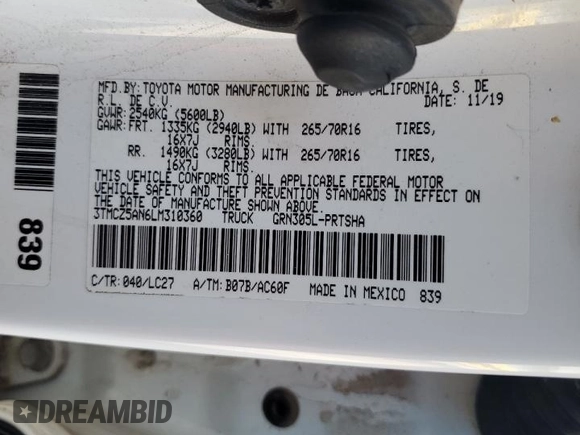 MFD.BY:TOYOTA MOTOR MANUFACTURING DE BAJA CALIFORNIA, S. DE
R.L. DE C.V. DATE: 11/19
GVWR:2540KG (5600LB)
GAWR:FRT. 1335KG (2940LB) WITH 265/70R16 TIRES,
16X7J RIMS.
RR. 1490KG (3280LB) WITH 265/70R16 TIRES,
16X7J RIMS.
THIS VEHICLE CONFORMS TO ALL APPLICABLE FEDERAL MOTOR
VEHICLE SAFETY AND THEFT PREVENTION STANDARDS IN EFFECT ON
THE DATE OF MANUFACTURE SHOWN ABOVE.
3TMCZ5AN6LM310360 TRUCK GRN305L-PRTSHA
C/TR:040/LC27 A/TM:B07B/AC60F MADE IN MEXICO 839
839
DREAMBID